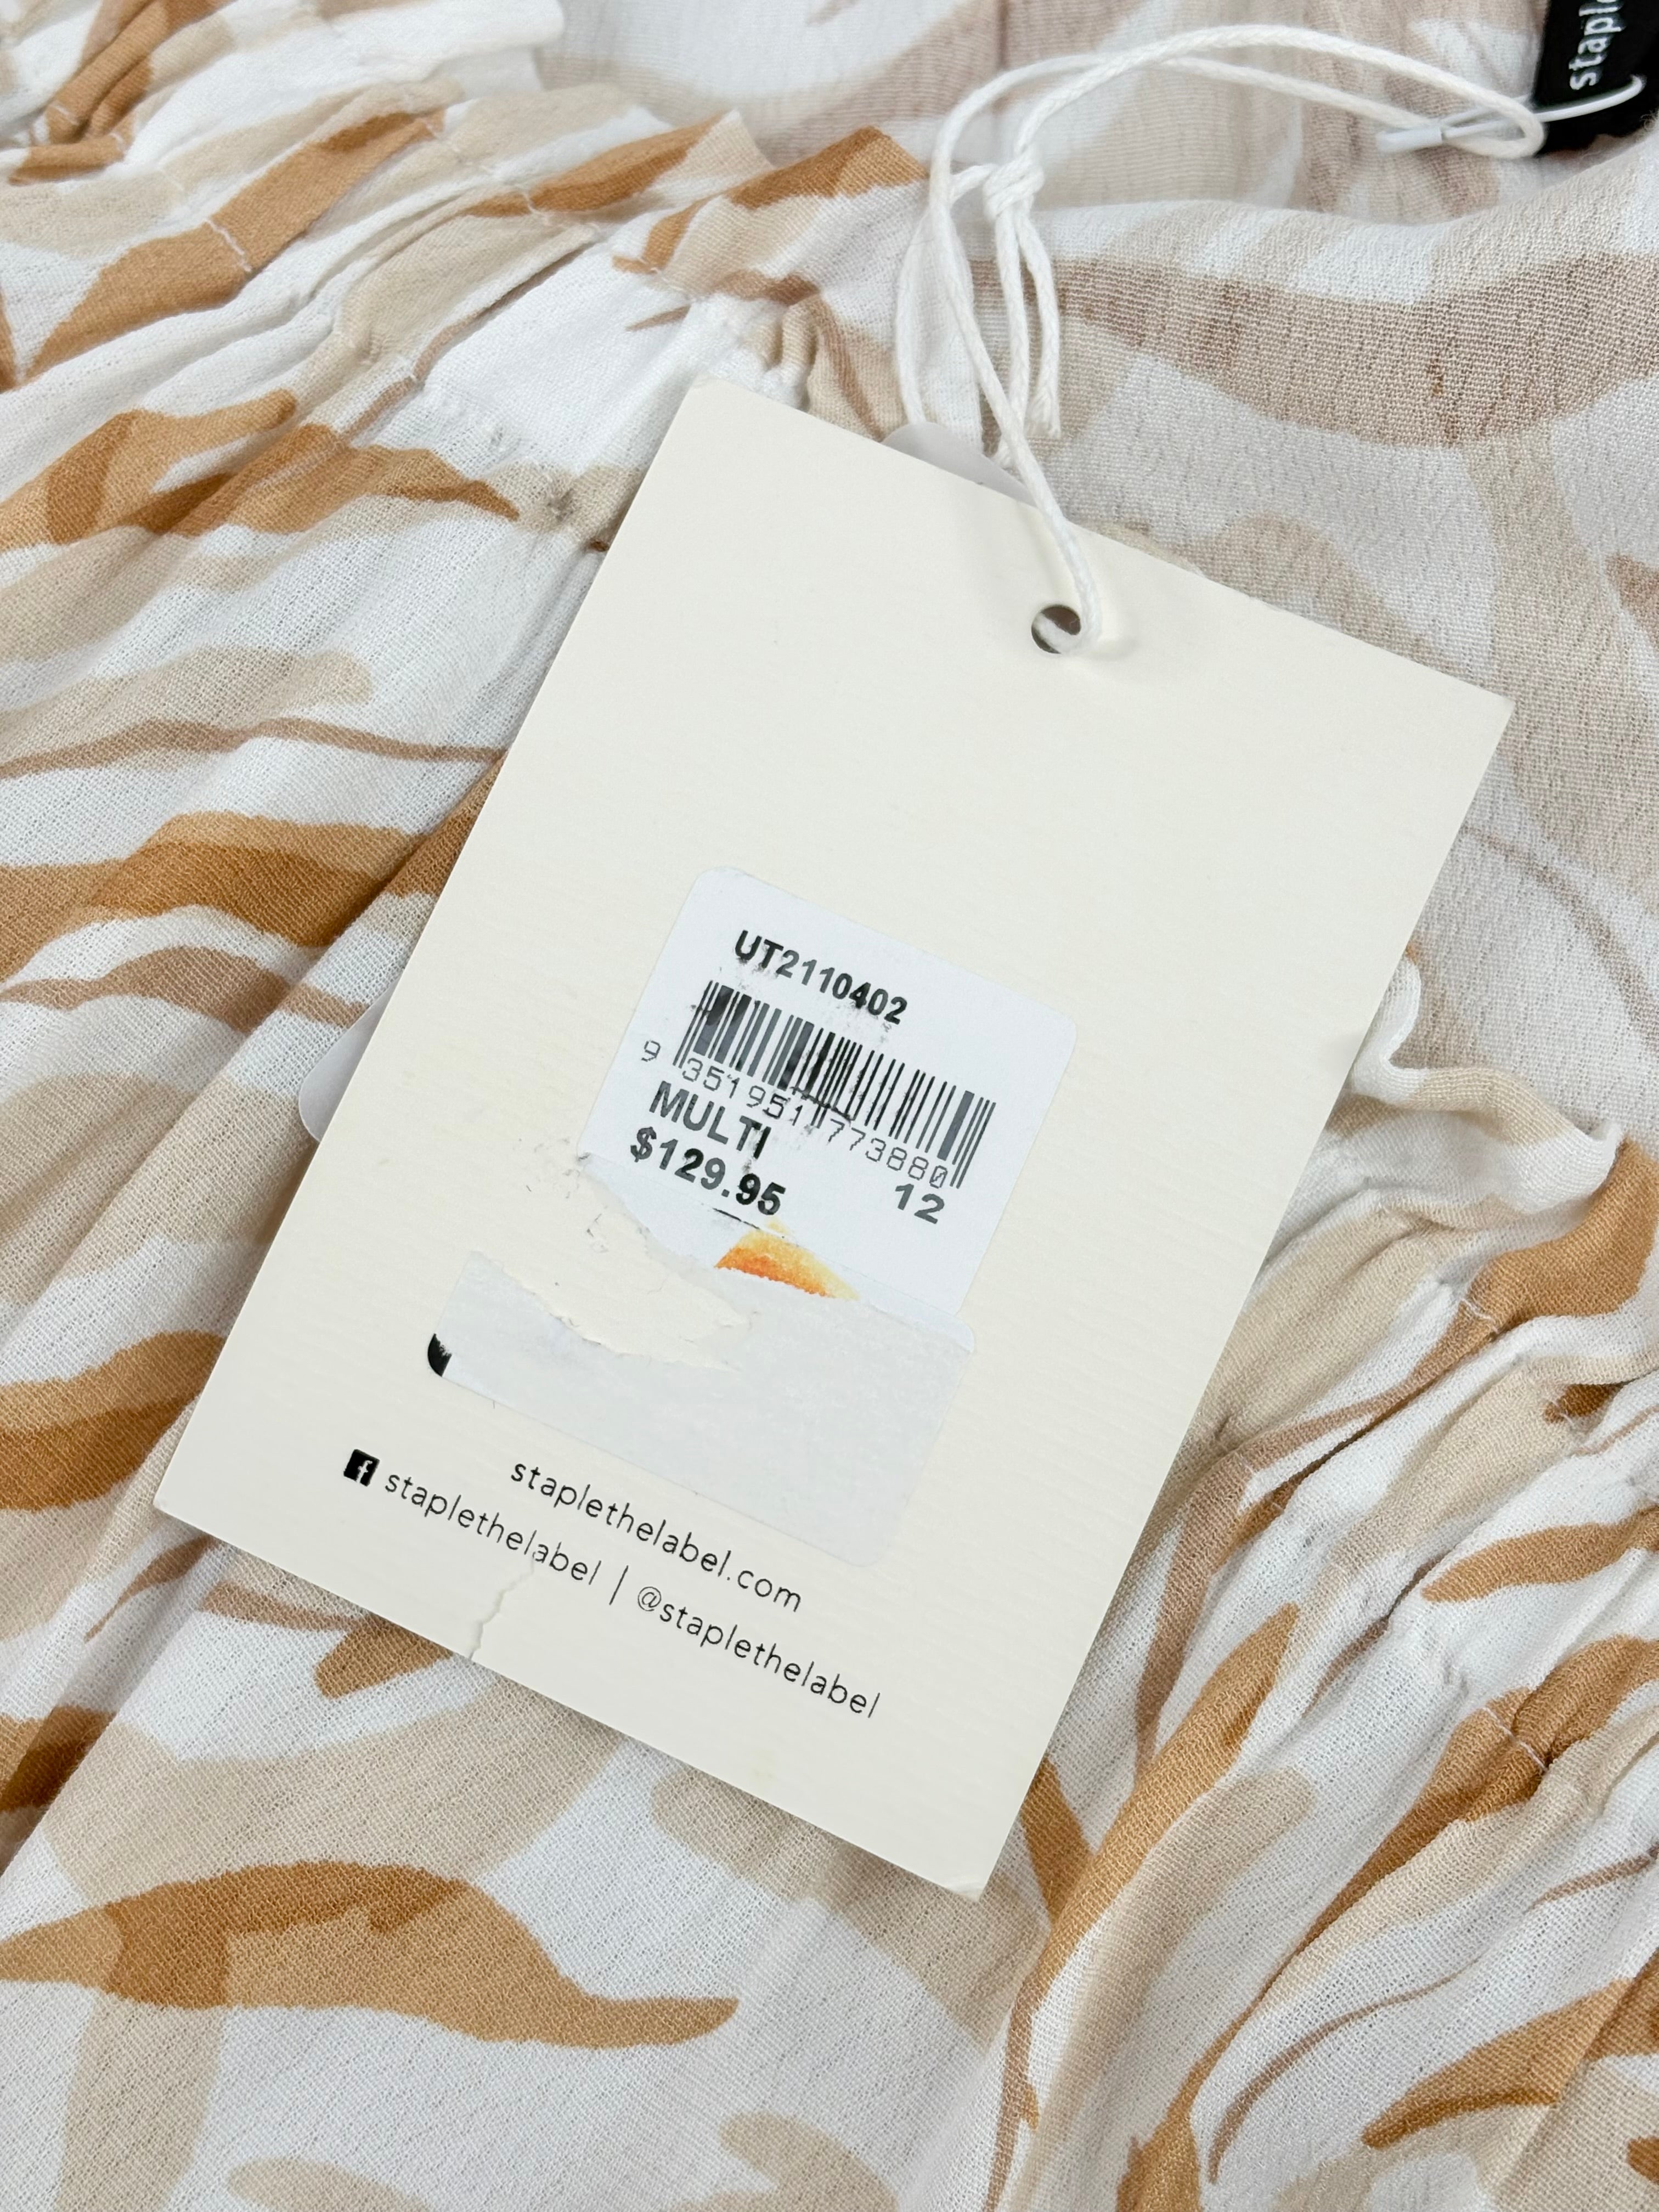 staple
UT2110402
9 351951 773880
MULTI
$129.95 12
staplethelabel.com
staplethelabel | @staplethelabel